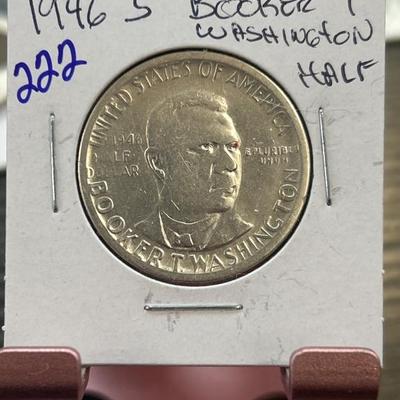 1946 S BOOKER T
WASHINGTON
222 HALF
UNITED STATES OF AMERICA
1946
HALF
DOLLAR
E PLURIBUS
UNUM
BOOKER T. WASHINGTON